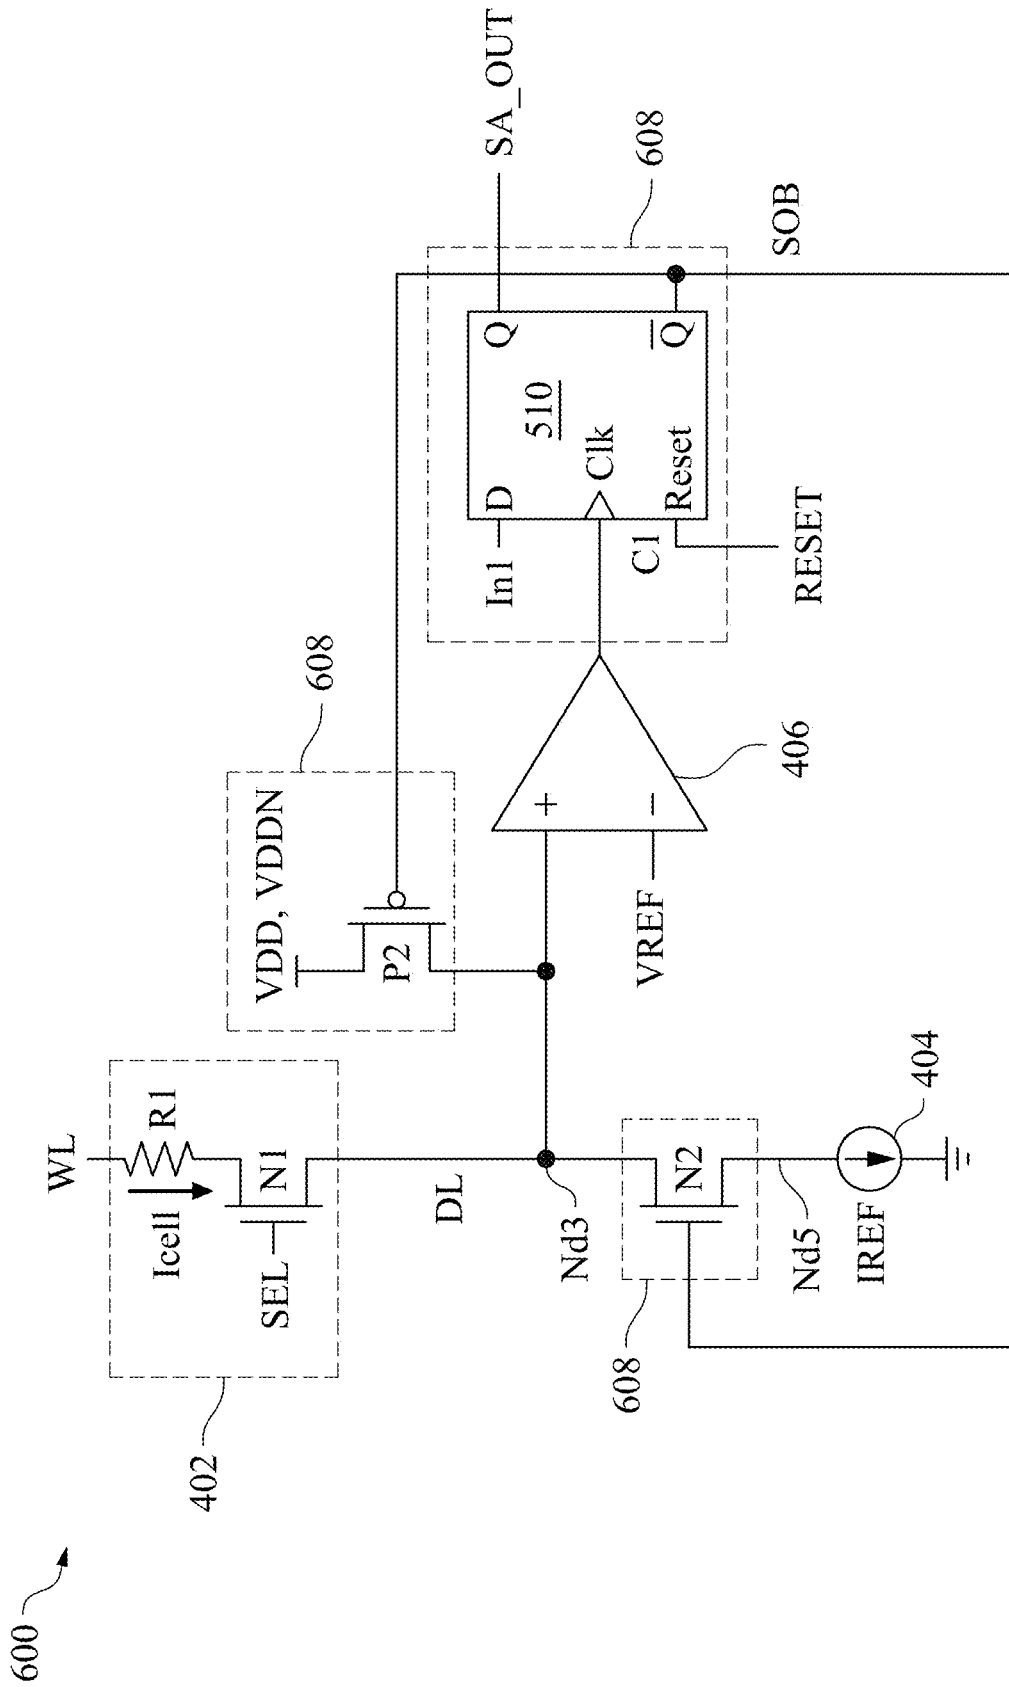 600
402
WL
R1
Icell
N1
SEL
DL
Nd3
608
N2
Nd5
IREF
404
608
VDD, VDDN
P2
VREF
+
−
406
608
In1
D
Q
510
Clk
C1
Reset
Q̅
RESET
SA_OUT
SOB